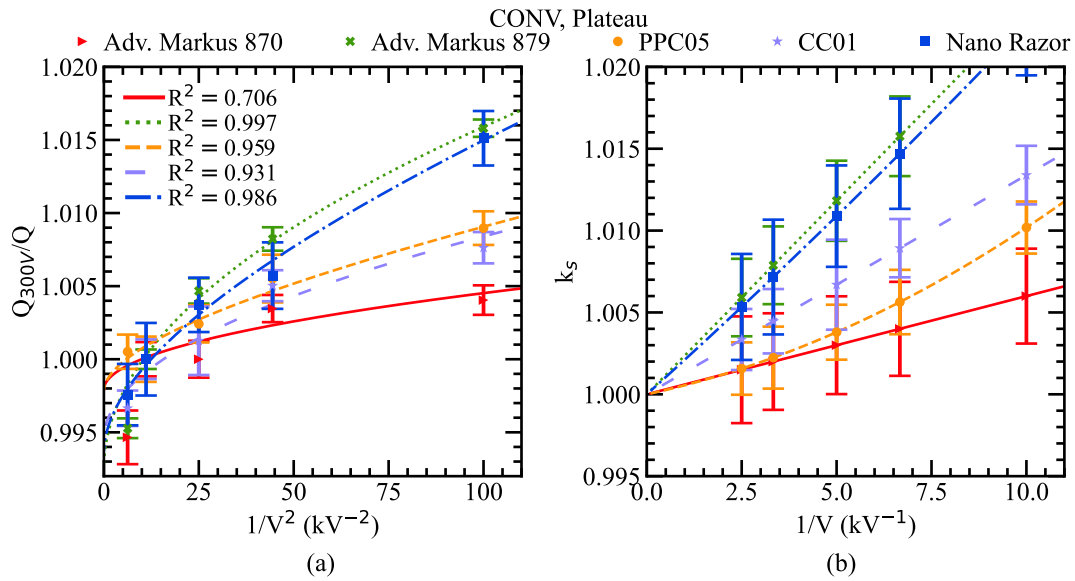 CONV, Plateau
Adv. Markus 870 Adv. Markus 879 PPC05 CC01 Nano Razor
R² = 0.706
R² = 0.997
R² = 0.959
R² = 0.931
R² = 0.986
1.020
1.015
1.010
1.005
1.000
0.995
Q₃₀₀ᵥ/Q
0 25 50 75 100
1/V² (kV⁻²)
(a)
1.020
1.015
1.010
1.005
1.000
0.995
kₛ
0.0 2.5 5.0 7.5 10.0
1/V (kV⁻¹)
(b)